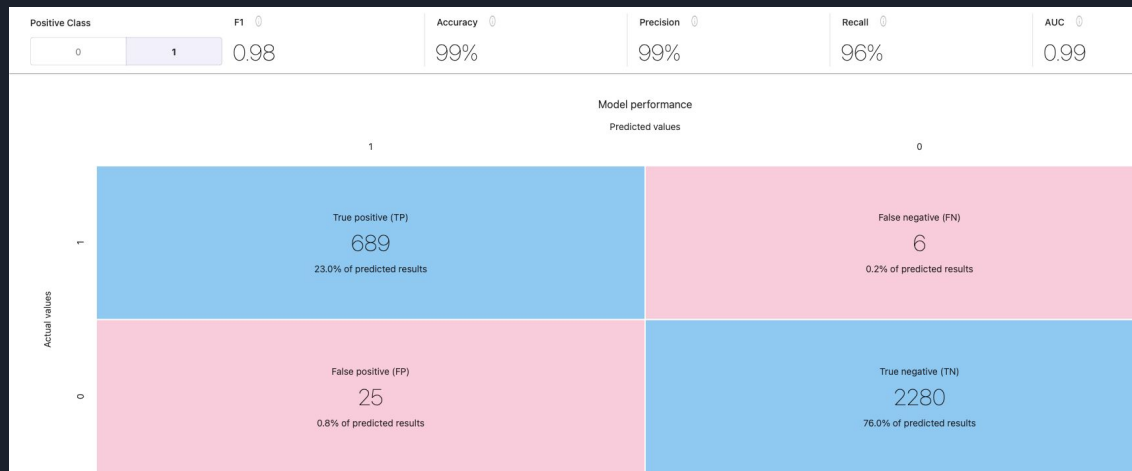 Positive Class F1 Accuracy Precision Recall AUC
0 1 0.98 99% 99% 96% 0.99
Model performance
Predicted values
1 0
True positive (TP) False negative (FN)
689 6
23.0% of predicted results 0.2% of predicted results
1
Actual values
False positive (FP) True negative (TN)
25 2280
0.8% of predicted results 76.0% of predicted results
0